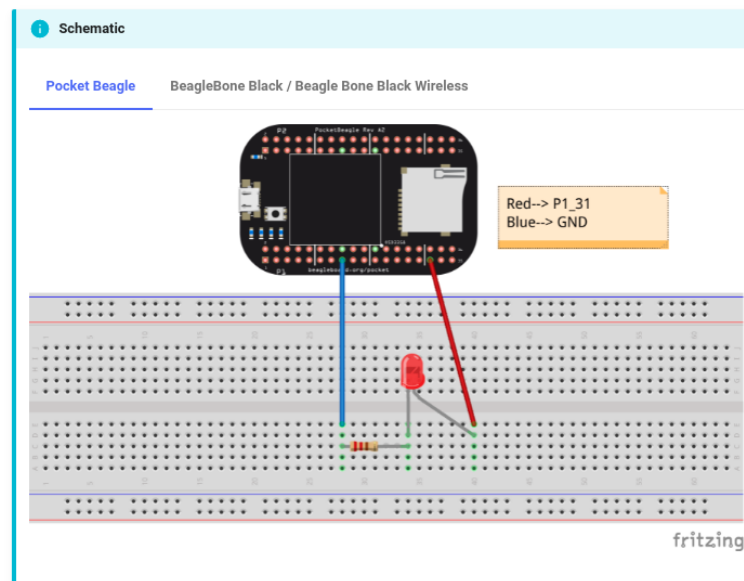 Schematic
Pocket Beagle
BeagleBone Black / Beagle Bone Black Wireless
P2 PocketBeagle Rev A2
Red--> P1_31
Blue--> GND
P1 beagleboard.org/pocket
fritzing